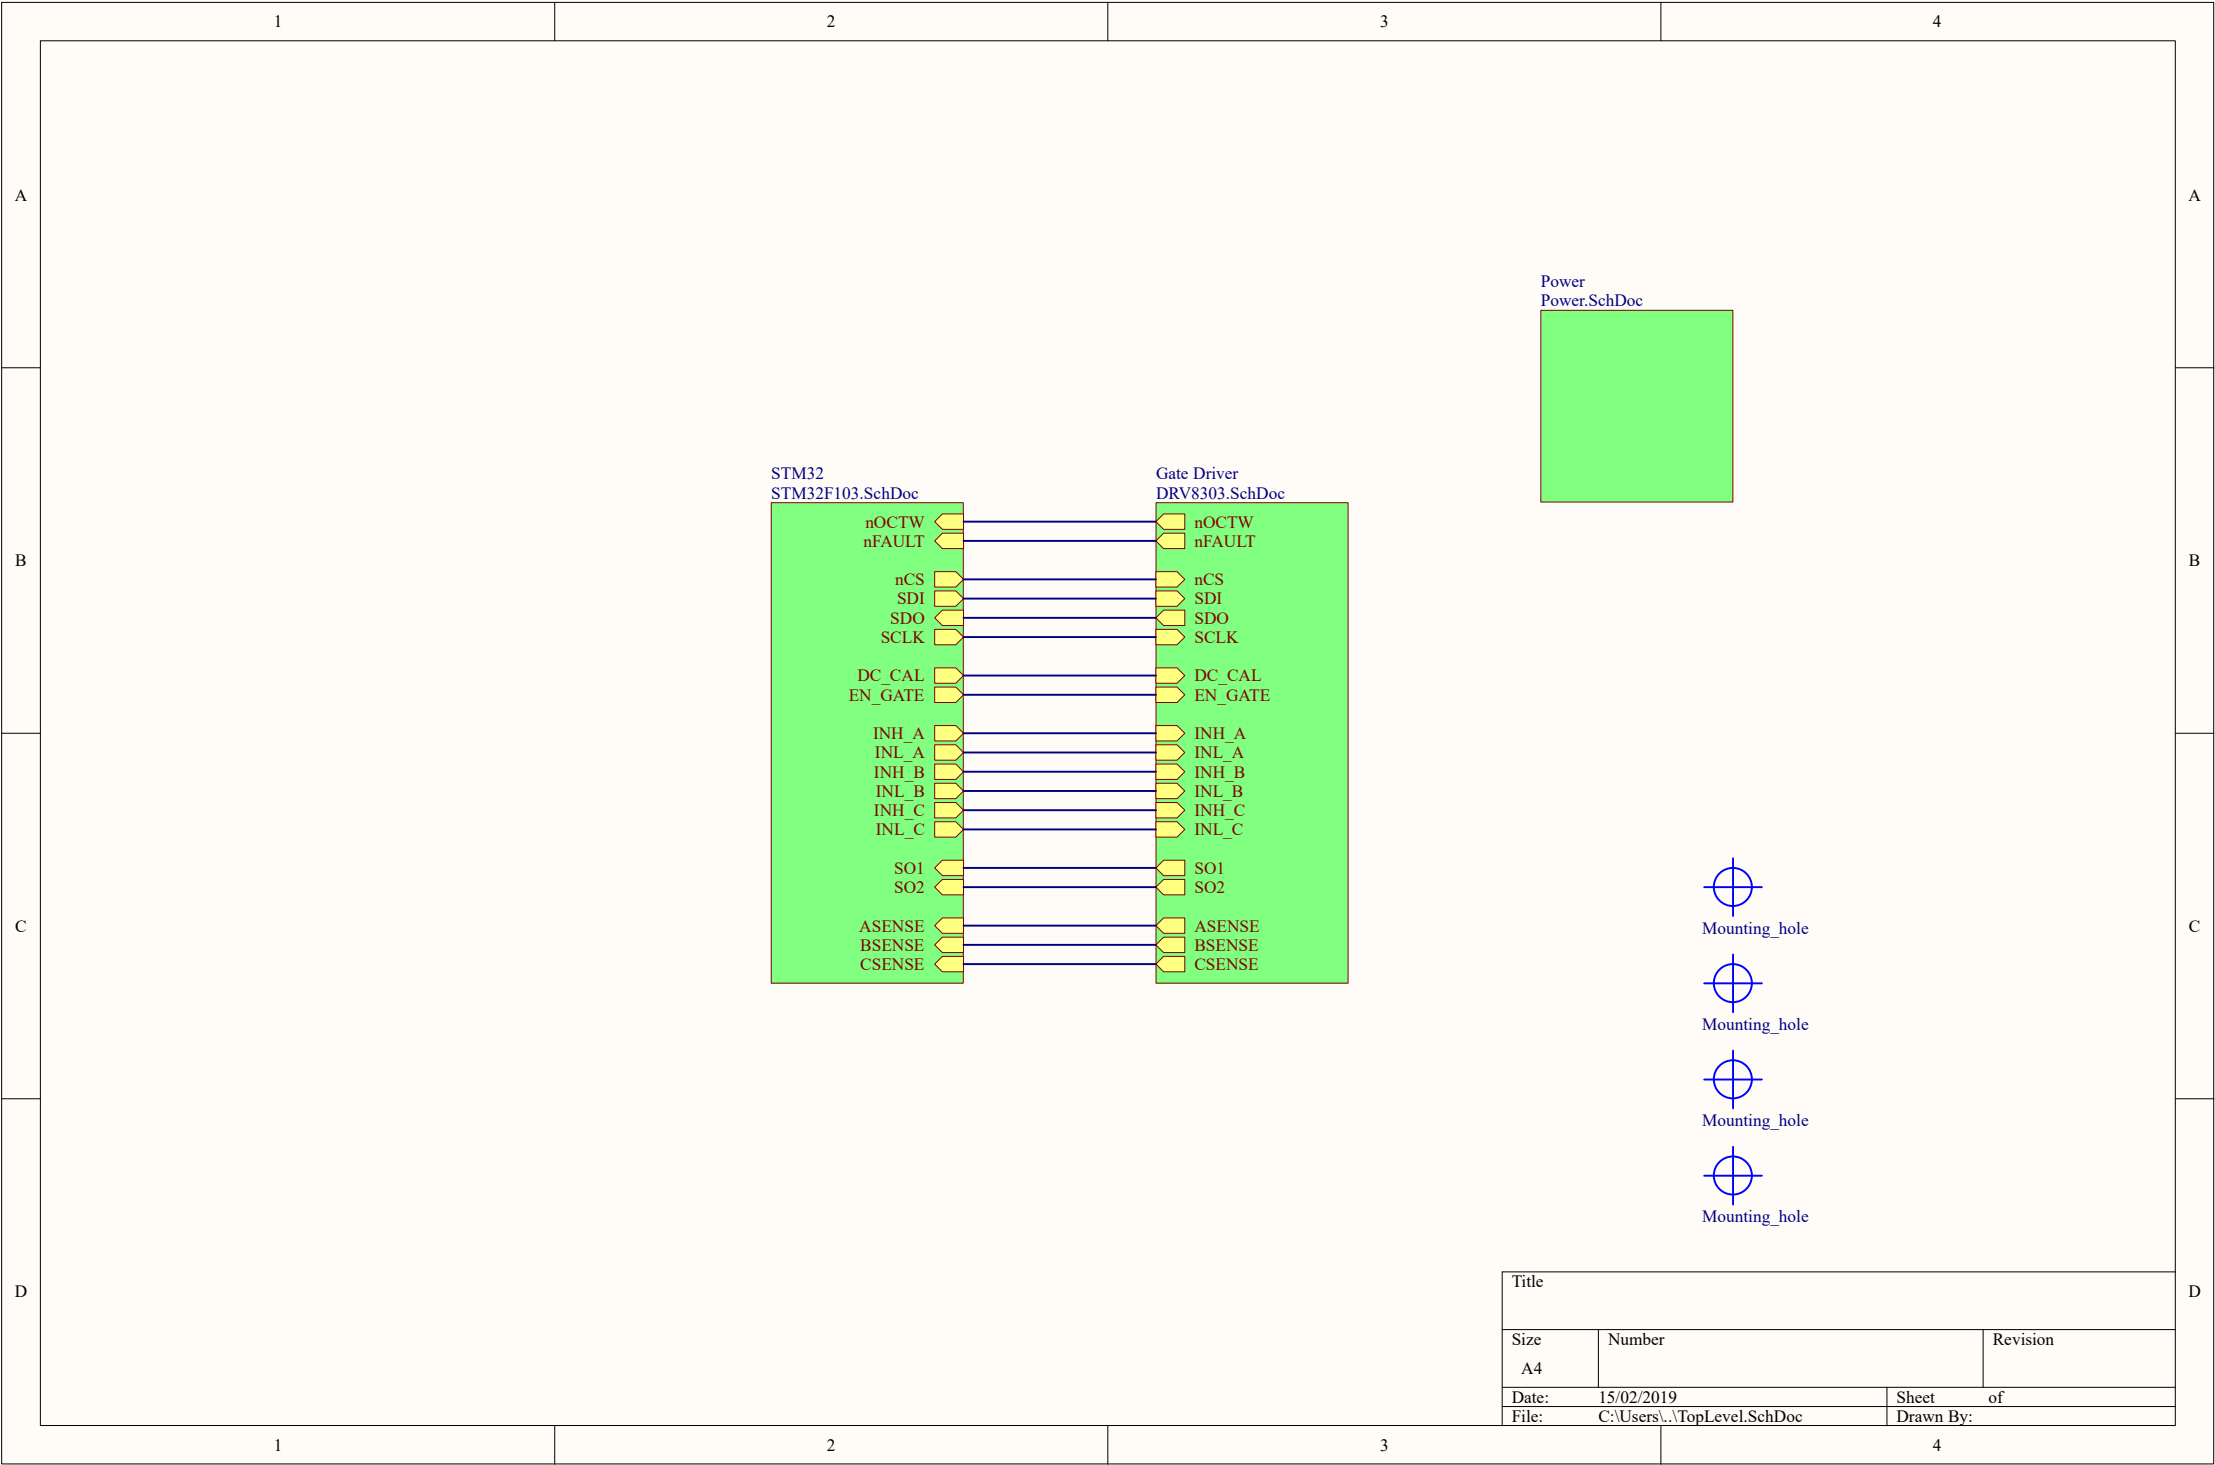 1 2 3 4
A A
Power
Power.SchDoc
STM32
STM32F103.SchDoc
Gate Driver
DRV8303.SchDoc
nOCTW nOCTW
nFAULT nFAULT
B B
nCS nCS
SDI SDI
SDO SDO
SCLK SCLK
DC_CAL DC_CAL
EN_GATE EN_GATE
INH_A INH_A
INL_A INL_A
INH_B INH_B
INL_B INL_B
INH_C INH_C
INL_C INL_C
SO1 SO1
SO2 SO2
C C
ASENSE ASENSE
BSENSE BSENSE
CSENSE CSENSE
Mounting_hole
Mounting_hole
Mounting_hole
Mounting_hole
D D
Title
Size Number Revision
A4
Date: 15/02/2019 Sheet of
File: C:\Users\..\TopLevel.SchDoc Drawn By:
1 2 3 4